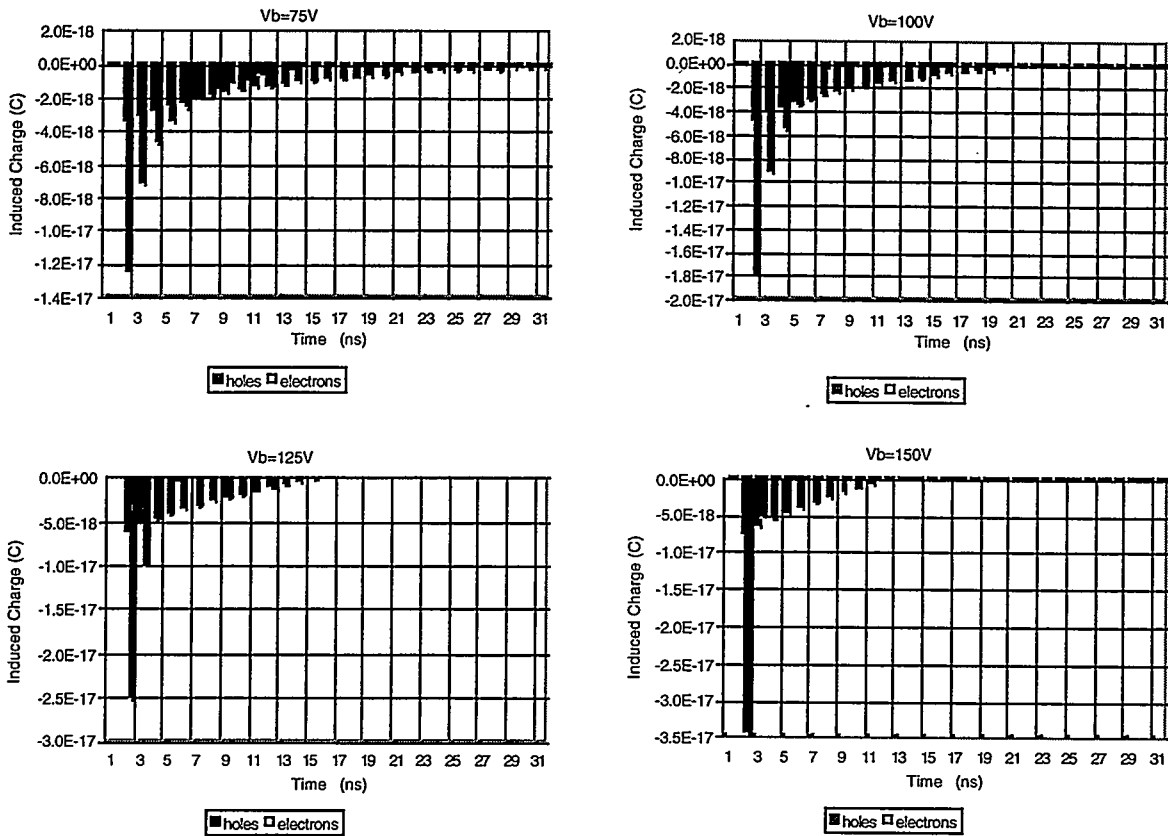 Vb=75V
2.0E-18
0.0E+00
-2.0E-18
-4.0E-18
-6.0E-18
-8.0E-18
-1.0E-17
-1.2E-17
-1.4E-17
Induced Charge (C)
1 3 5 7 9 11 13 15 17 19 21 23 25 27 29 31
Time (ns)
holes electrons
Vb=100V
2.0E-18
0.0E+00
-2.0E-18
-4.0E-18
-6.0E-18
-8.0E-18
-1.0E-17
-1.2E-17
-1.4E-17
-1.6E-17
-1.8E-17
-2.0E-17
Induced Charge (C)
1 3 5 7 9 11 13 15 17 19 21 23 25 27 29 31
Time (ns)
holes electrons
Vb=125V
0.0E+00
-5.0E-18
-1.0E-17
-1.5E-17
-2.0E-17
-2.5E-17
-3.0E-17
Induced Charge (C)
1 3 5 7 9 11 13 15 17 19 21 23 25 27 29 31
Time (ns)
holes electrons
Vb=150V
0.0E+00
-5.0E-18
-1.0E-17
-1.5E-17
-2.0E-17
-2.5E-17
-3.0E-17
-3.5E-17
Induced Charge (C)
1 3 5 7 9 11 13 15 17 19 21 23 25 27 29 31
Time (ns)
holes electrons